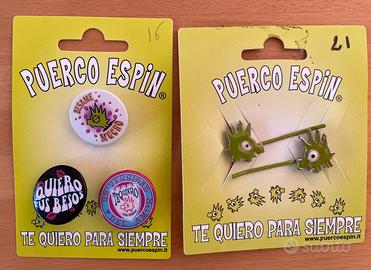 16
PUERCO ESPiN®
BESAME
MUCHO
QUIERO
TUS BESOS
TE QUIERO PARA SIEMPRE
www.puercoespin.it
21
PUERCO ESPiN®
TE QUIERO PARA SIEMPRE
www.puercoespin.it
subito